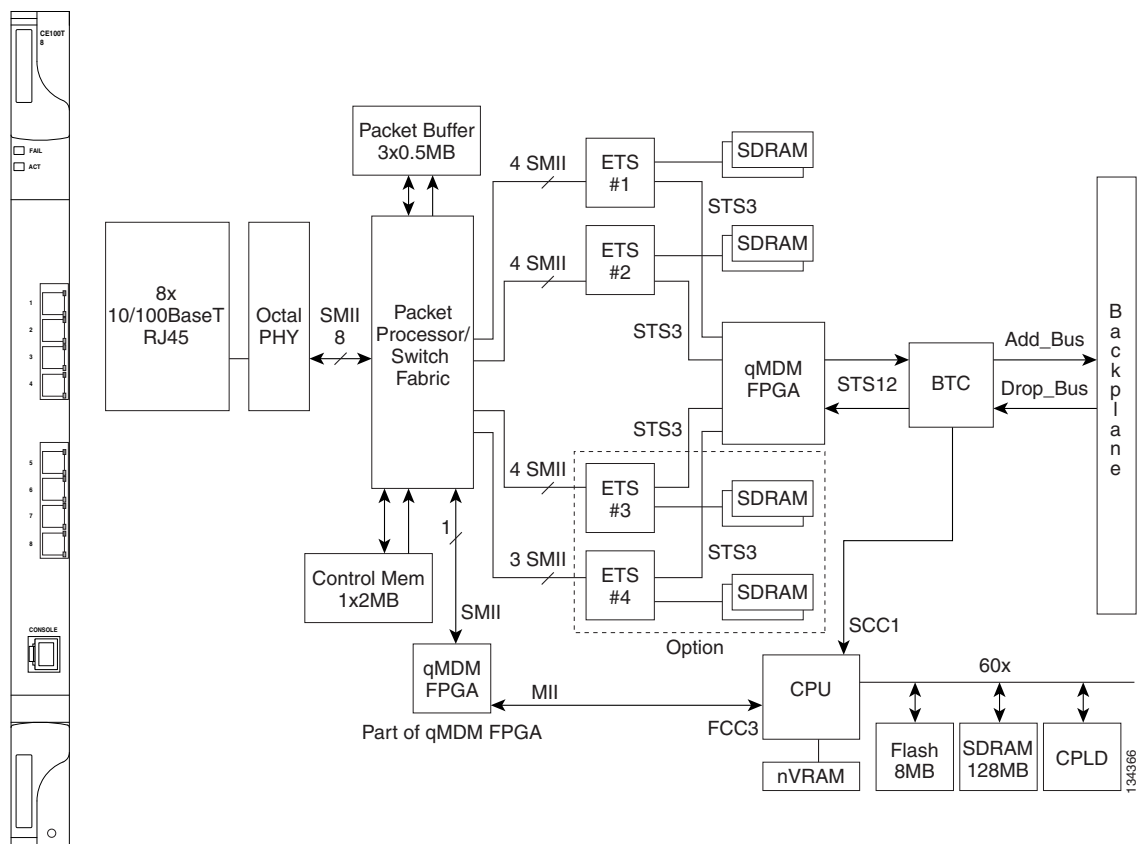 CE100T
8
FAIL
ACT
1
2
3
4
5
6
7
8
CONSOLE
8x
10/100BaseT
RJ45
Octal
PHY
SMII
8
Packet Buffer
3x0.5MB
Packet
Processor/
Switch
Fabric
Control Mem
1x2MB
1
SMII
qMDM
FPGA
Part of qMDM FPGA
4 SMII
ETS
#1
SDRAM
STS3
4 SMII
ETS
#2
SDRAM
STS3
qMDM
FPGA
STS3
4 SMII
ETS
#3
SDRAM
STS3
3 SMII
ETS
#4
SDRAM
Option
STS12
BTC
Add_Bus
Drop_Bus
Backplane
SCC1
MII
FCC3
CPU
nVRAM
60x
Flash
8MB
SDRAM
128MB
CPLD
134366